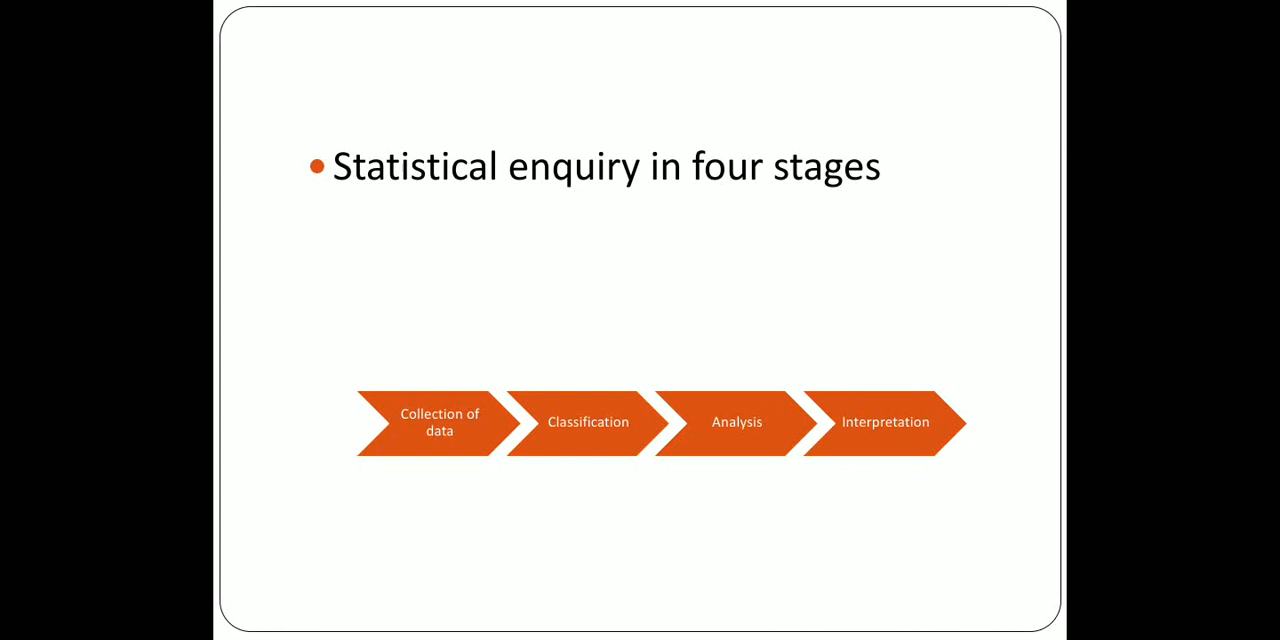 Statistical enquiry in four stages
Collection of
data
Classification
Analysis
Interpretation